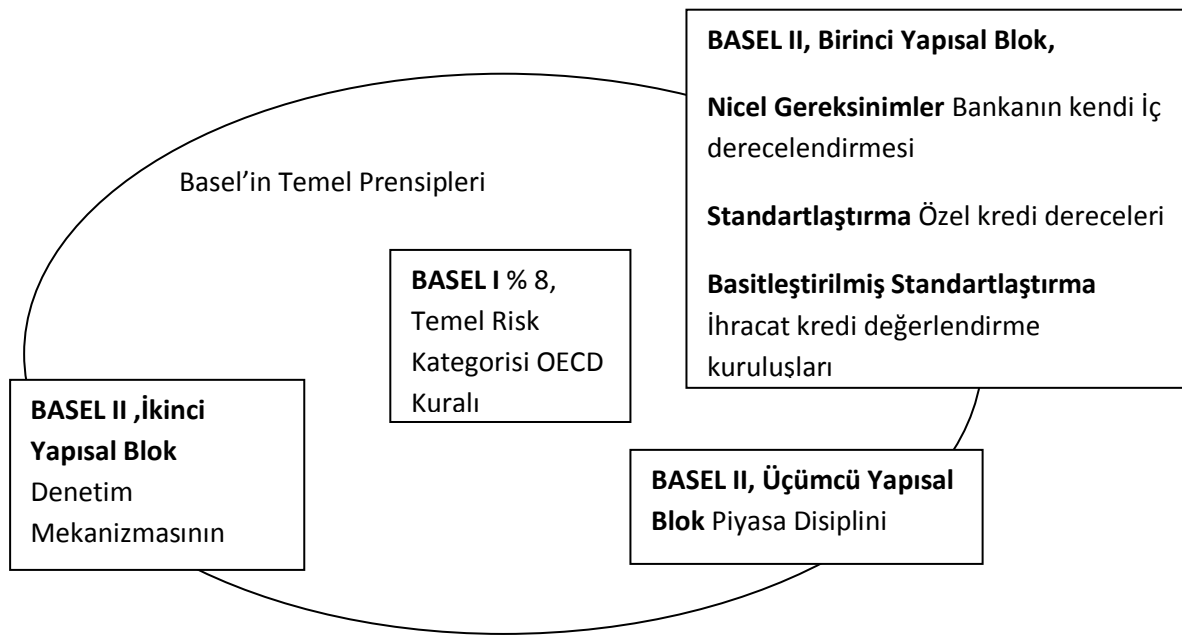 BASEL II, Birinci Yapısal Blok,
Nicel Gereksinimler Bankanın kendi İç
derecelendirmesi
Standartlaştırma Özel kredi dereceleri
Basitleştirilmiş Standartlaştırma
İhracat kredi değerlendirme
kuruluşları
Basel’in Temel Prensipleri
BASEL I % 8,
Temel Risk
Kategorisi OECD
Kuralı
BASEL II ,İkinci
Yapısal Blok
Denetim
Mekanizmasının
BASEL II, Üçümcü Yapısal
Blok Piyasa Disiplini